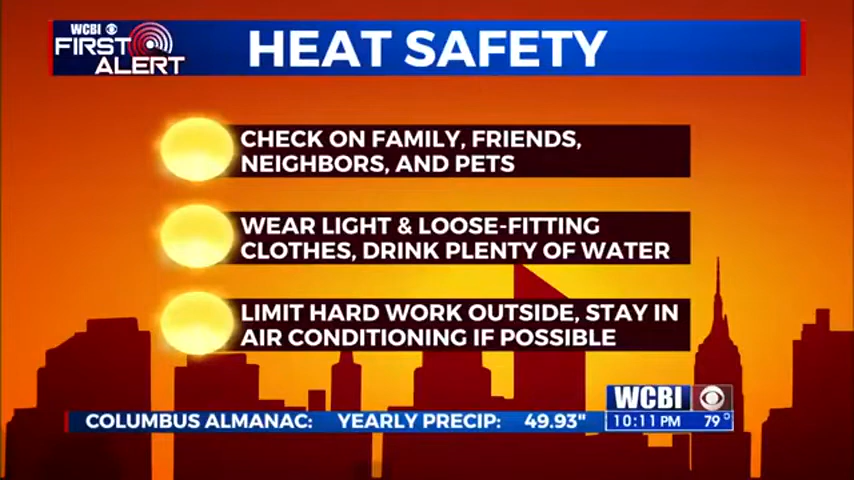 WCBI
FIRST
ALERT
HEAT SAFETY
CHECK ON FAMILY, FRIENDS,
NEIGHBORS, AND PETS
WEAR LIGHT & LOOSE-FITTING
CLOTHES, DRINK PLENTY OF WATER
LIMIT HARD WORK OUTSIDE, STAY IN
AIR CONDITIONING IF POSSIBLE
WCBI
COLUMBUS ALMANAC: YEARLY PRECIP: 49.93" 10:11 PM 79°